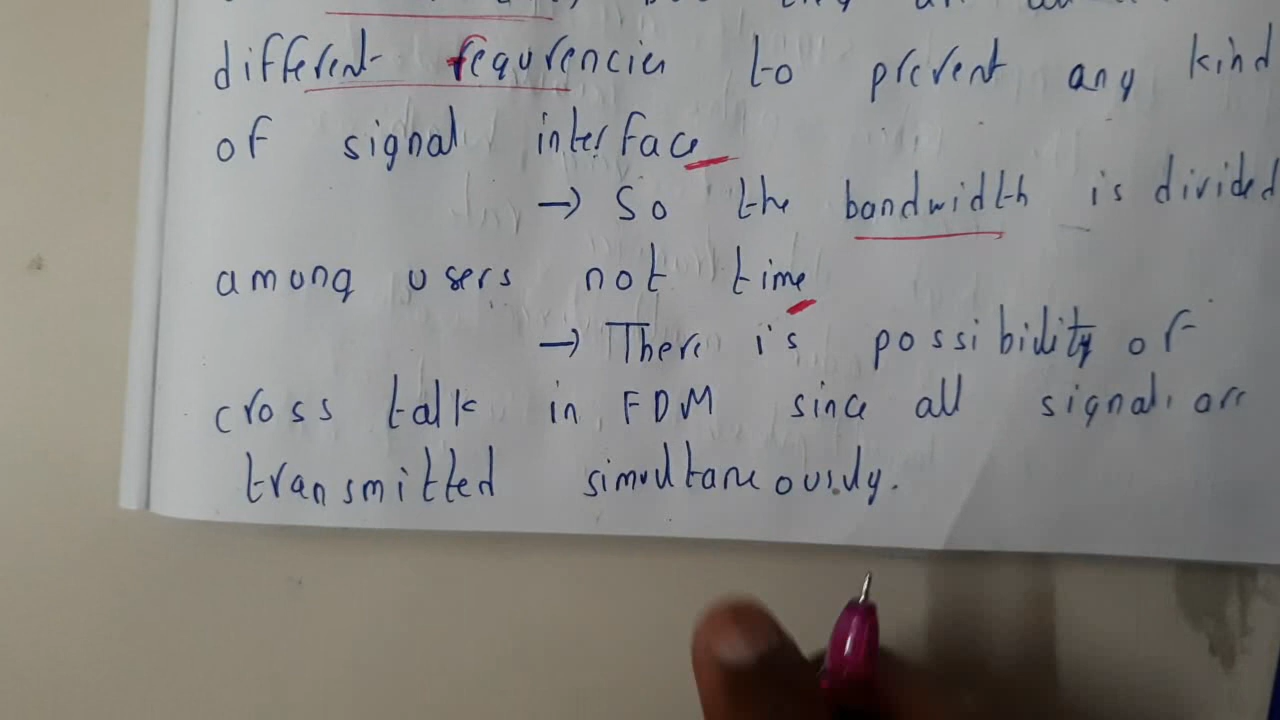 different fequrencies to prevent any kind
of signal interface
→ So the bandwidth is divided
among users not time
→ There is possibility of
cross talk in FDM since all signals are
transmitted simultaneously.